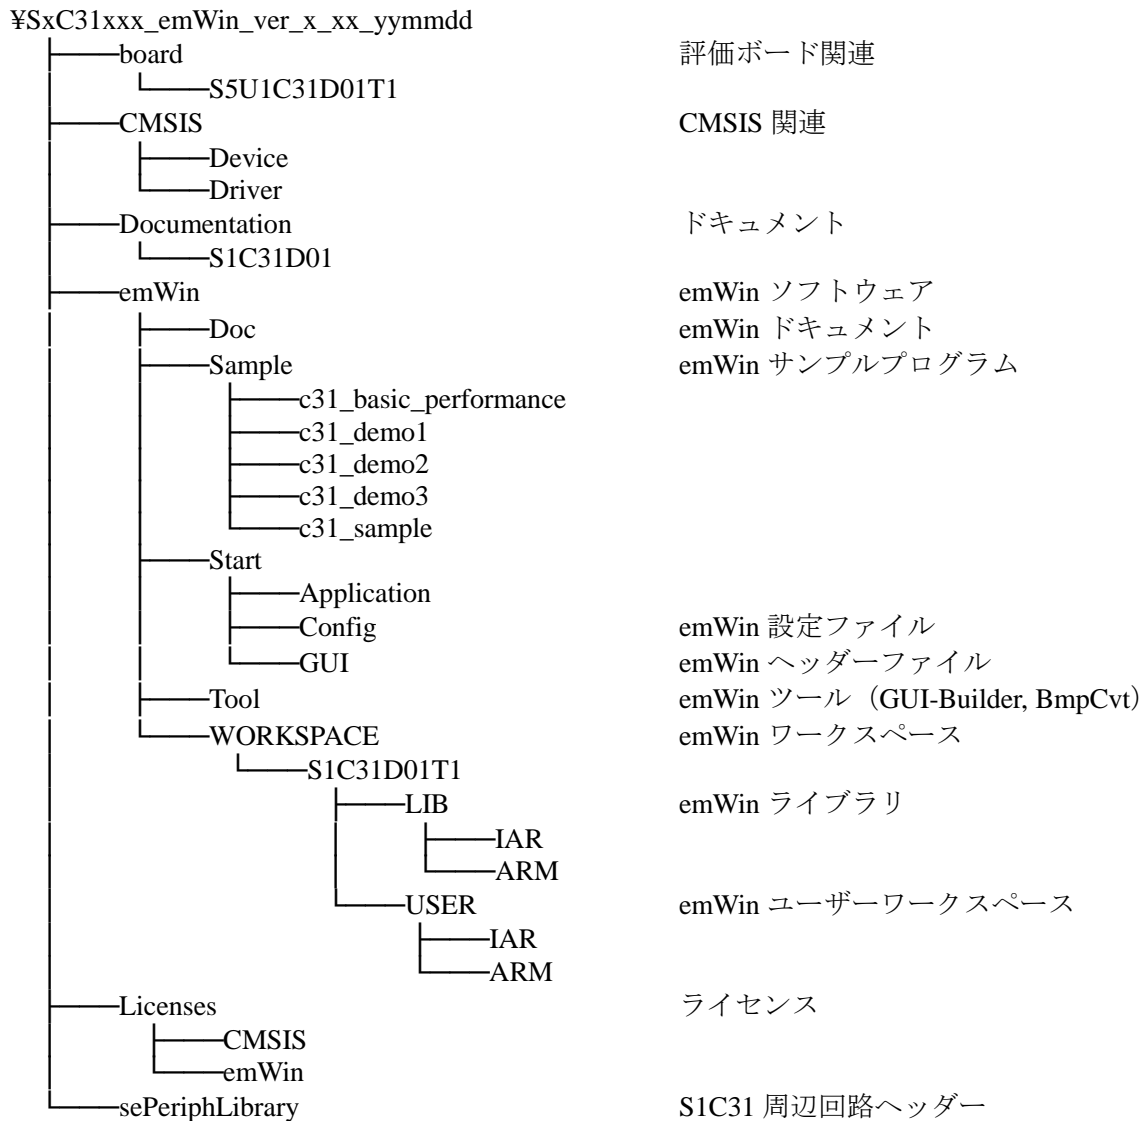 ¥SxC31xxx_emWin_ver_x_xx_yymmdd
board 評価ボード関連
S5U1C31D01T1
CMSIS CMSIS 関連
Device
Driver
Documentation ドキュメント
S1C31D01
emWin emWin ソフトウェア
Doc emWin ドキュメント
Sample emWin サンプルプログラム
c31_basic_performance
c31_demo1
c31_demo2
c31_demo3
c31_sample
Start
Application
Config emWin 設定ファイル
GUI emWin ヘッダーファイル
Tool emWin ツール（GUI-Builder, BmpCvt）
WORKSPACE emWin ワークスペース
S1C31D01T1
LIB emWin ライブラリ
IAR
ARM
USER emWin ユーザーワークスペース
IAR
ARM
Licenses ライセンス
CMSIS
emWin
sePeriphLibrary S1C31 周辺回路ヘッダー